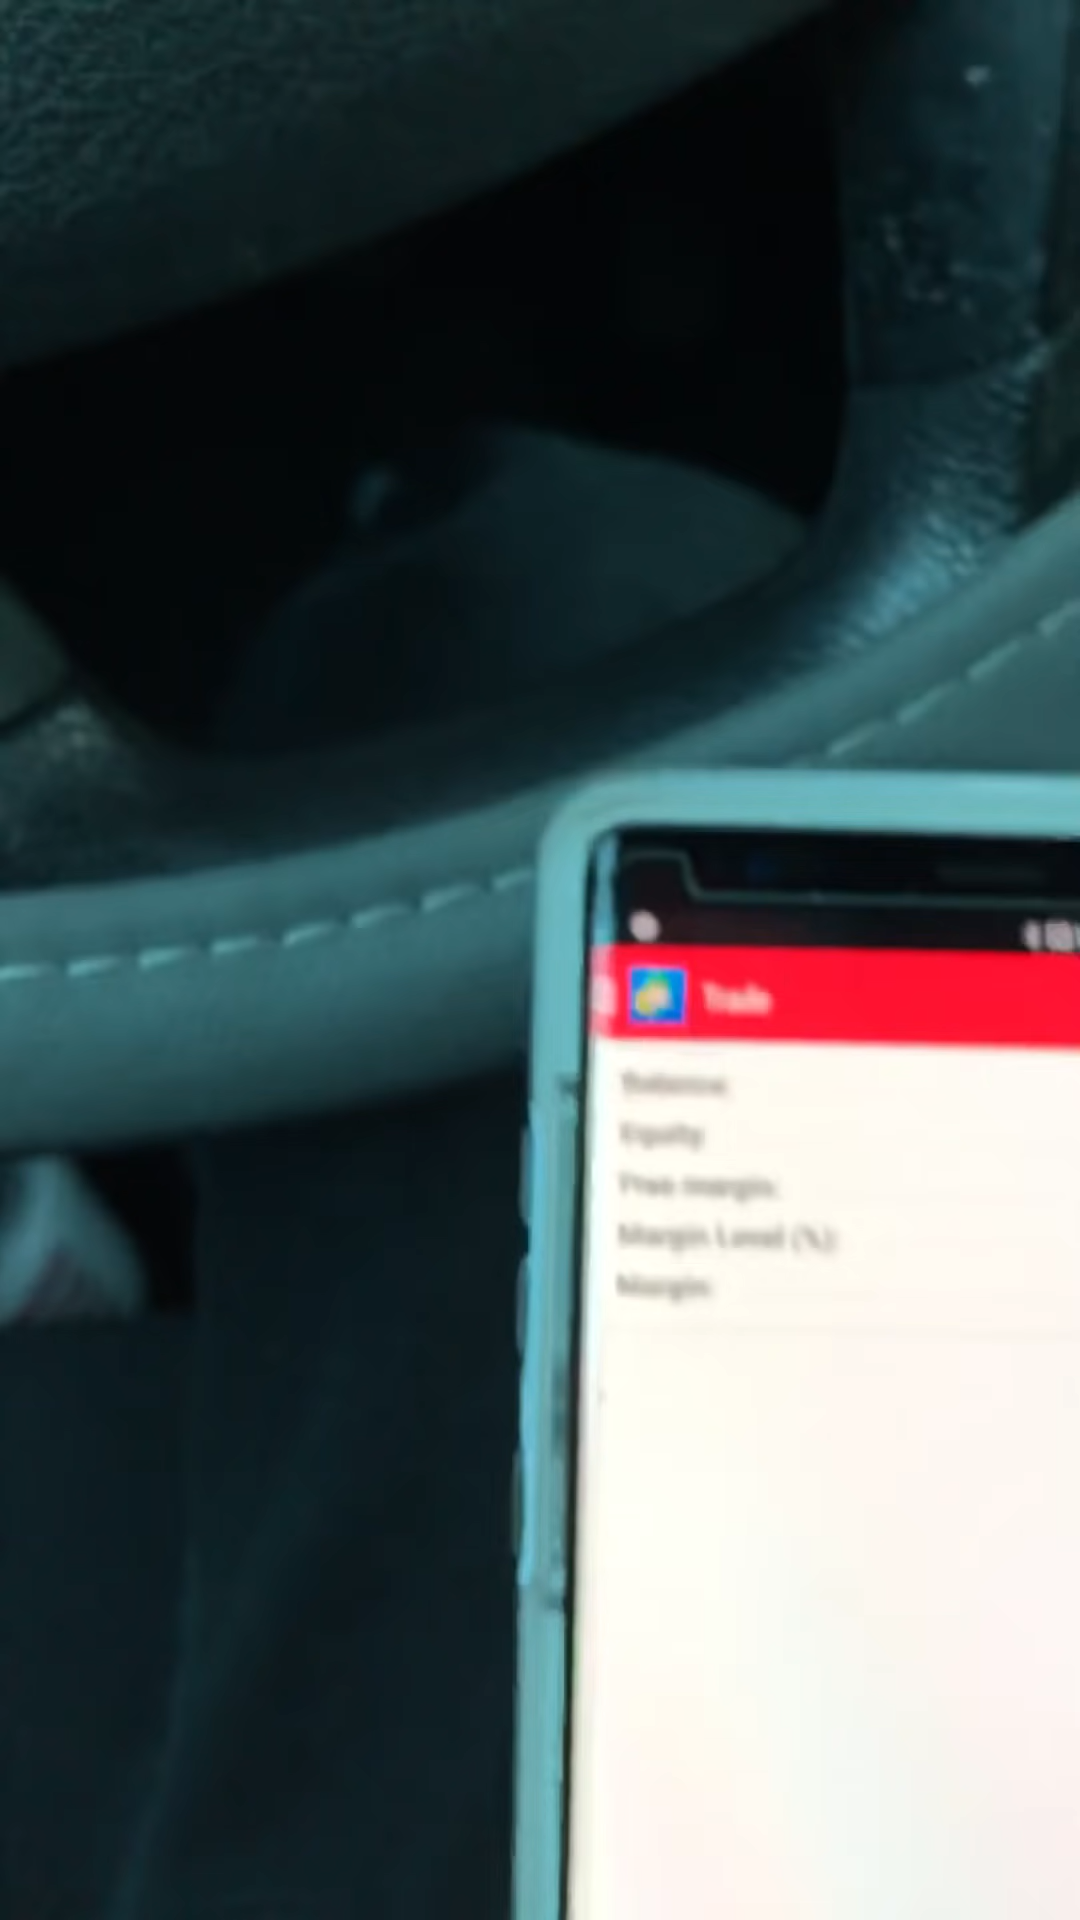 Trade
Balance:
Equity:
Free margin:
Margin Level (%):
Margin: